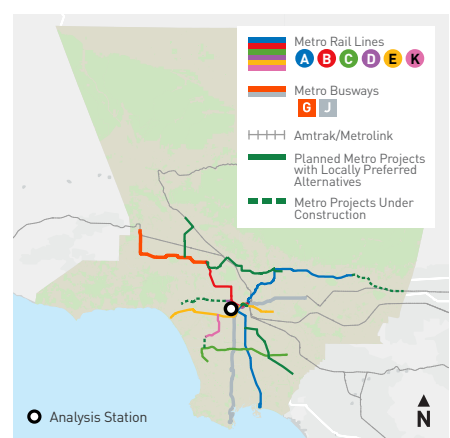 Metro Rail Lines
A B C D E K
Metro Busways
G J
Amtrak/Metrolink
Planned Metro Projects
with Locally Preferred
Alternatives
Metro Projects Under
Construction
Analysis Station
N